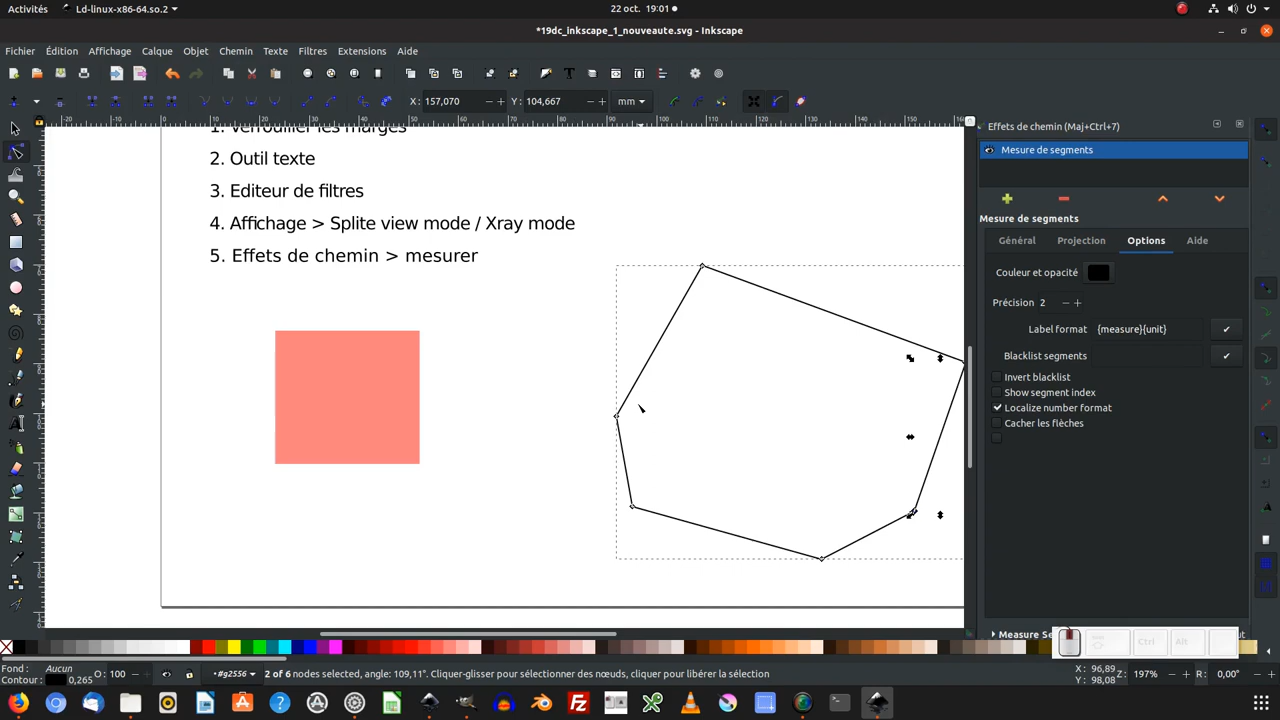 Activités
Ld-linux-x86-64.so.2
22 oct. 19:01
*19dc_inkscape_1_nouveaute.svg - Inkscape
Fichier Édition Affichage Calque Objet Chemin Texte Filtres Extensions Aide
X: 157,070 Y: 104,667 mm
Effets de chemin (Maj+Ctrl+7)
Mesure de segments
Mesure de segments
Général Projection Options Aide
Couleur et opacité
Précision 2
Label format {measure}{unit}
Blacklist segments
Invert blacklist
Show segment index
Localize number format
Cacher les flèches
1. Verrouiller les marges
2. Outil texte
3. Editeur de filtres
4. Affichage > Splite view mode / Xray mode
5. Effets de chemin > mesurer
Ctrl Alt
Fond : Aucun
Contour : 0,265
O: 100
•#g2556
2 of 6 nodes selected, angle: 109,11°. Cliquer-glisser pour sélectionner des nœuds, cliquer pour libérer la sélection
X: 96,89
Y: 98,08
Z: 197%
R: 0,00°